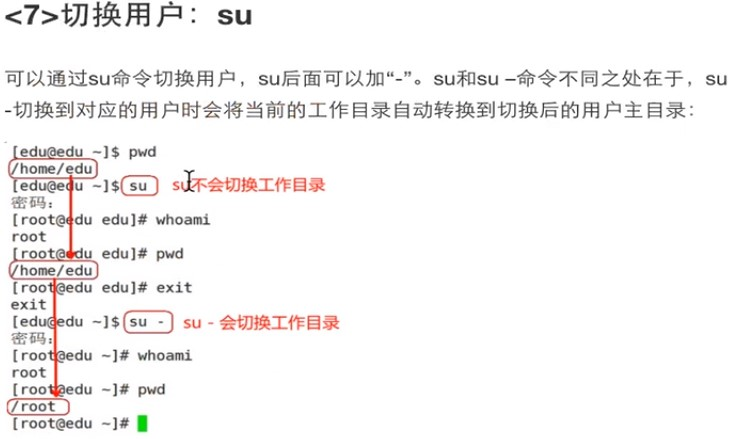 <7>切换用户：su
可以通过su命令切换用户，su后面可以加“-”。su和su –命令不同之处在于，su
-切换到对应的用户时会将当前的工作目录自动转换到切换后的用户主目录：
[edu@edu ~]$ pwd
/home/edu
[edu@edu ~]$ su su不会切换工作目录
密码：
[root@edu edu]# whoami
root
[root@edu edu]# pwd
/home/edu
[root@edu edu]# exit
exit
[edu@edu ~]$ su - su - 会切换工作目录
密码：
[root@edu ~]# whoami
root
[root@edu ~]# pwd
/root
[root@edu ~]#